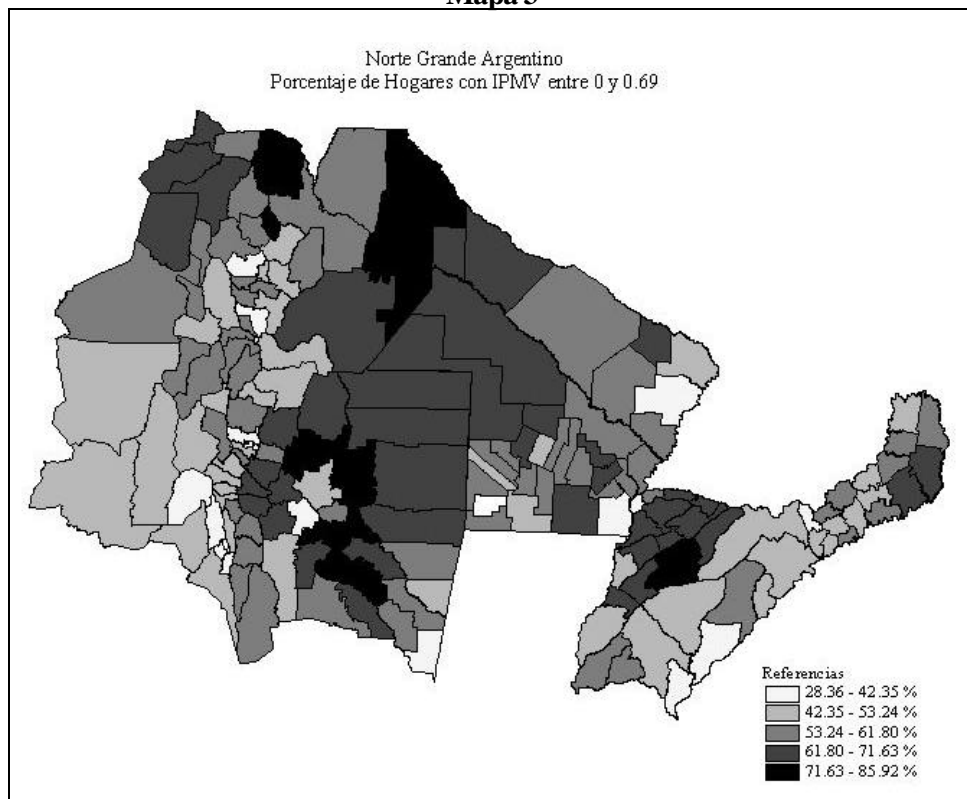 Mapa 3
Norte Grande Argentino
Porcentaje de Hogares con IPMV entre 0 y 0.69
Referencias
28.36 - 42.35 %
42.35 - 53.24 %
53.24 - 61.80 %
61.80 - 71.63 %
71.63 - 85.92 %